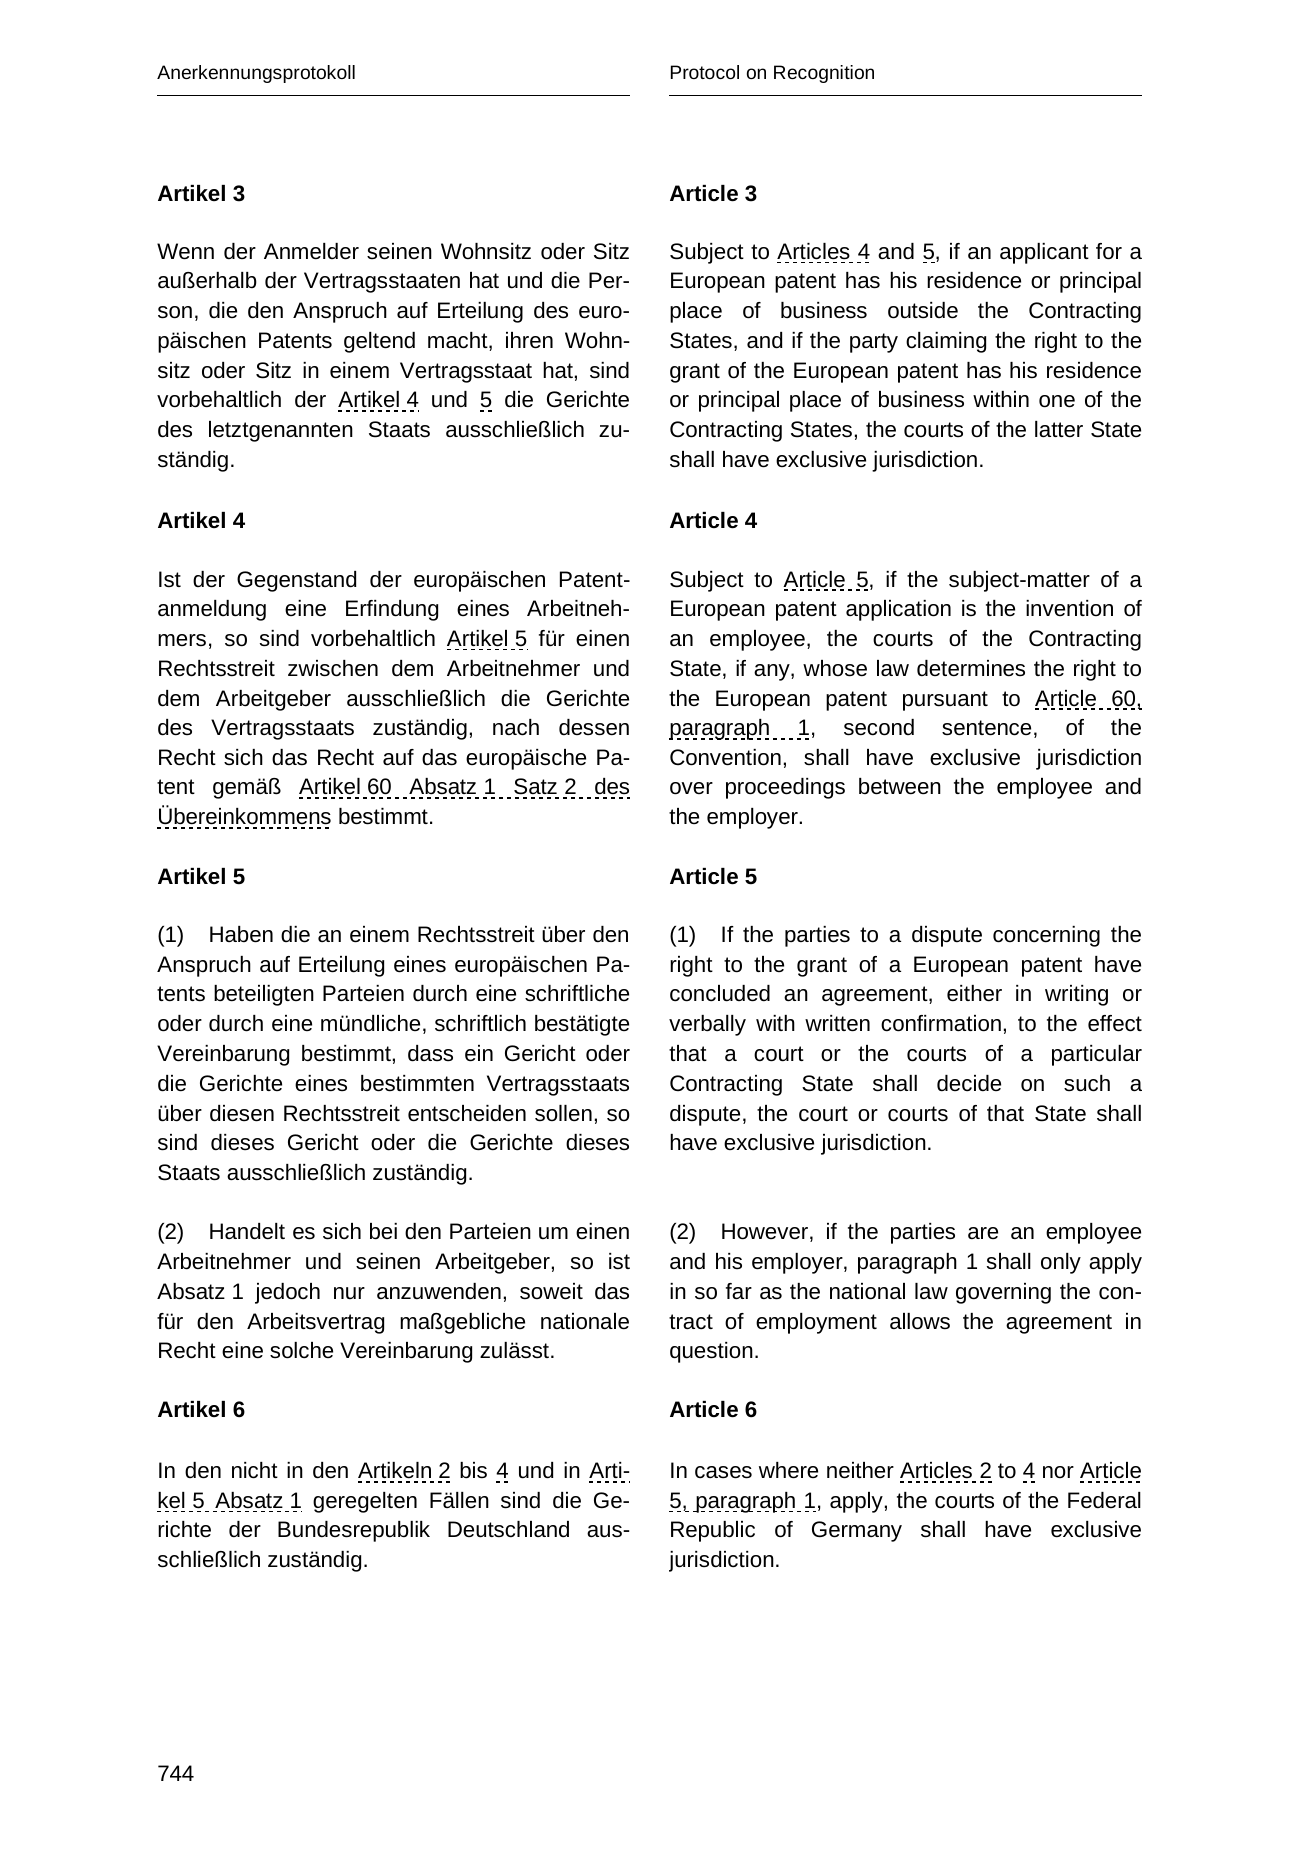 Anerkennungsprotokoll
Artikel 3
Wenn der Anmelder seinen Wohnsitz oder Sitz
außerhalb der Vertragsstaaten hat und die Per-
son, die den Anspruch auf Erteilung des euro-
päischen Patents geltend macht, ihren Wohn-
sitz oder Sitz in einem Vertragsstaat hat, sind
vorbehaltlich der Artikel 4 und 5 die Gerichte
des letztgenannten Staats ausschließlich zu-
ständig.
Artikel 4
Ist der Gegenstand der europäischen Patent-
anmeldung eine Erfindung eines Arbeitneh-
mers, so sind vorbehaltlich Artikel 5 für einen
Rechtsstreit zwischen dem Arbeitnehmer und
dem Arbeitgeber ausschließlich die Gerichte
des Vertragsstaats zuständig, nach dessen
Recht sich das Recht auf das europäische Pa-
tent gemäß Artikel 60 Absatz 1 Satz 2 des
Übereinkommens bestimmt.
Artikel 5
(1) Haben die an einem Rechtsstreit über den
Anspruch auf Erteilung eines europäischen Pa-
tents beteiligten Parteien durch eine schriftliche
oder durch eine mündliche, schriftlich bestätigte
Vereinbarung bestimmt, dass ein Gericht oder
die Gerichte eines bestimmten Vertragsstaats
über diesen Rechtsstreit entscheiden sollen, so
sind dieses Gericht oder die Gerichte dieses
Staats ausschließlich zuständig.
(2) Handelt es sich bei den Parteien um einen
Arbeitnehmer und seinen Arbeitgeber, so ist
Absatz 1 jedoch nur anzuwenden, soweit das
für den Arbeitsvertrag maßgebliche nationale
Recht eine solche Vereinbarung zulässt.
Artikel 6
In den nicht in den Artikeln 2 bis 4 und in Arti-
kel 5 Absatz 1 geregelten Fällen sind die Ge-
richte der Bundesrepublik Deutschland aus-
schließlich zuständig.
Protocol on Recognition
Article 3
Subject to Articles 4 and 5, if an applicant for a
European patent has his residence or principal
place of business outside the Contracting
States, and if the party claiming the right to the
grant of the European patent has his residence
or principal place of business within one of the
Contracting States, the courts of the latter State
shall have exclusive jurisdiction.
Article 4
Subject to Article 5, if the subject-matter of a
European patent application is the invention of
an employee, the courts of the Contracting
State, if any, whose law determines the right to
the European patent pursuant to Article 60,
paragraph 1, second sentence, of the
Convention, shall have exclusive jurisdiction
over proceedings between the employee and
the employer.
Article 5
(1) If the parties to a dispute concerning the
right to the grant of a European patent have
concluded an agreement, either in writing or
verbally with written confirmation, to the effect
that a court or the courts of a particular
Contracting State shall decide on such a
dispute, the court or courts of that State shall
have exclusive jurisdiction.
(2) However, if the parties are an employee
and his employer, paragraph 1 shall only apply
in so far as the national law governing the con-
tract of employment allows the agreement in
question.
Article 6
In cases where neither Articles 2 to 4 nor Article
5, paragraph 1, apply, the courts of the Federal
Republic of Germany shall have exclusive
jurisdiction.
744